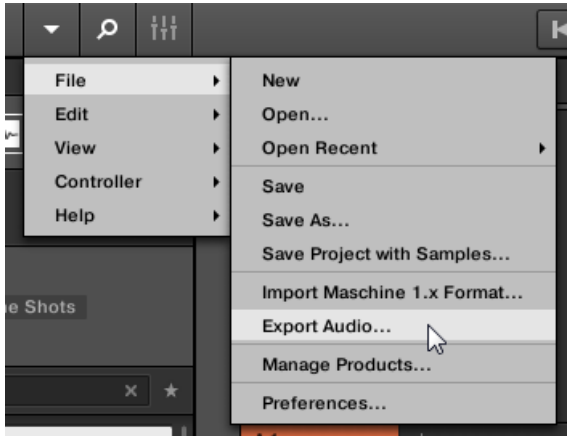 File
Edit
View
Controller
Help
New
Open...
Open Recent
Save
Save As...
Save Project with Samples...
Import Maschine 1.x Format...
Export Audio...
Manage Products...
Preferences...
Shots